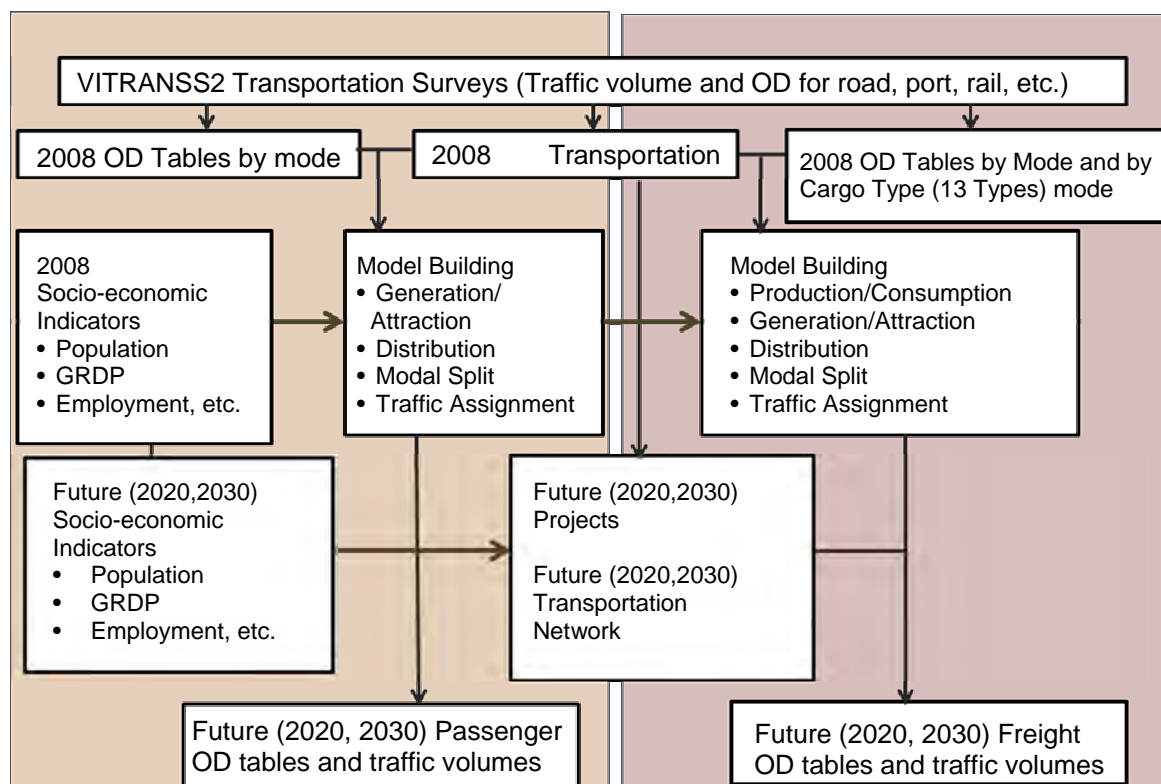 VITRANSS2 Transportation Surveys (Traffic volume and OD for road, port, rail, etc.)
2008 OD Tables by mode
2008 Transportation
2008 OD Tables by Mode and by
Cargo Type (13 Types) mode
2008
Socio-economic
Indicators
• Population
• GRDP
• Employment, etc.
Model Building
• Generation/
Attraction
• Distribution
• Modal Split
• Traffic Assignment
Model Building
• Production/Consumption
• Generation/Attraction
• Distribution
• Modal Split
• Traffic Assignment
Future (2020,2030)
Socio-economic
Indicators
• Population
• GRDP
• Employment, etc.
Future (2020,2030)
Projects
Future (2020,2030)
Transportation
Network
Future (2020, 2030) Passenger
OD tables and traffic volumes
Future (2020, 2030) Freight
OD tables and traffic volumes